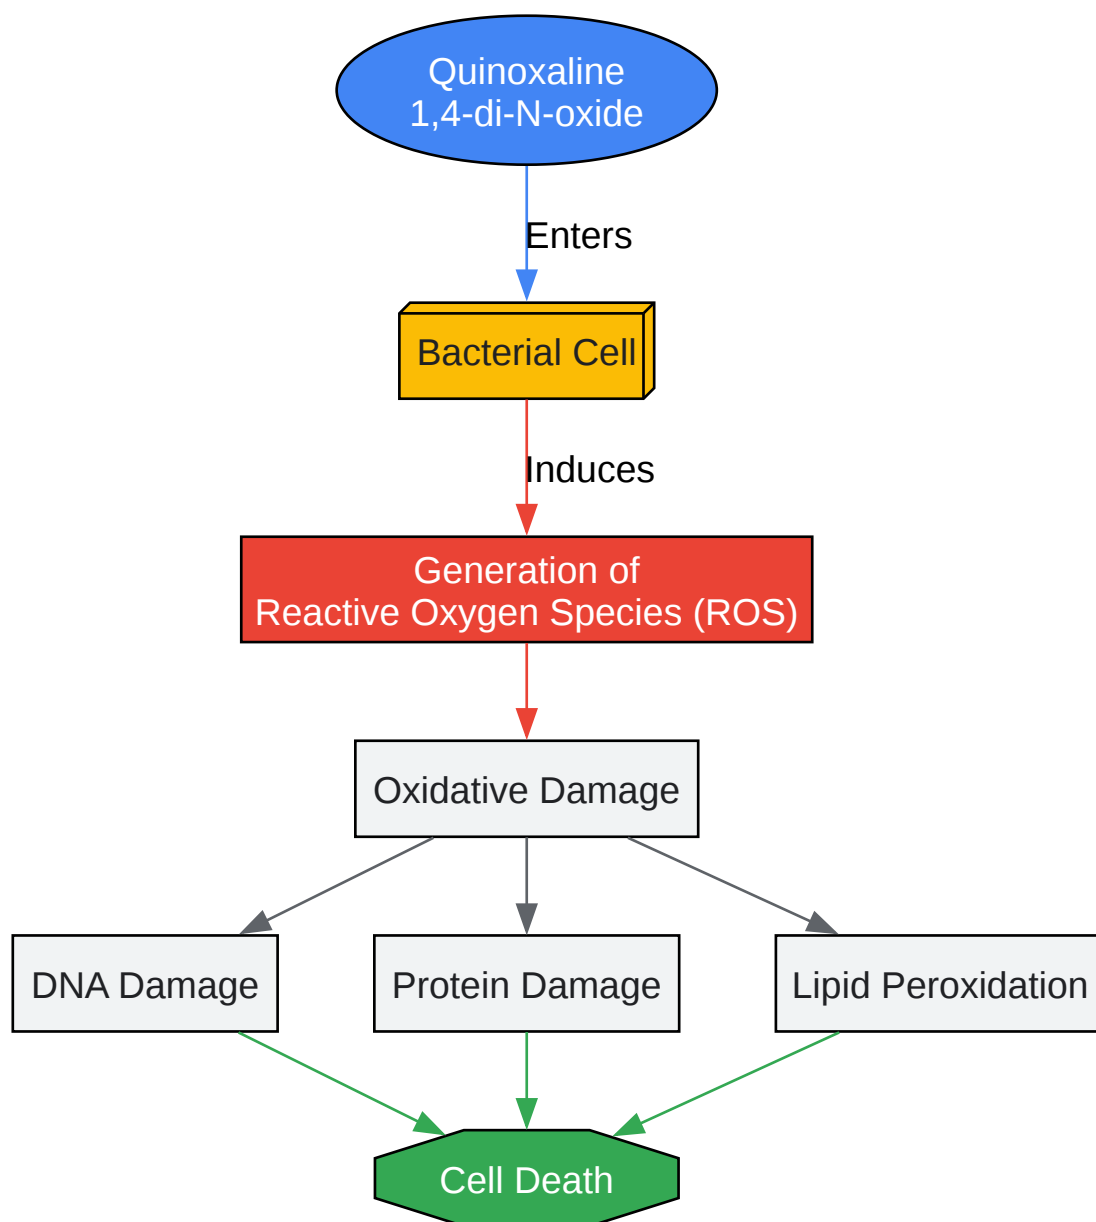 Quinoxaline
1,4-di-N-oxide
Enters
Bacterial Cell
Induces
Generation of
Reactive Oxygen Species (ROS)
Oxidative Damage
DNA Damage
Protein Damage
Lipid Peroxidation
Cell Death